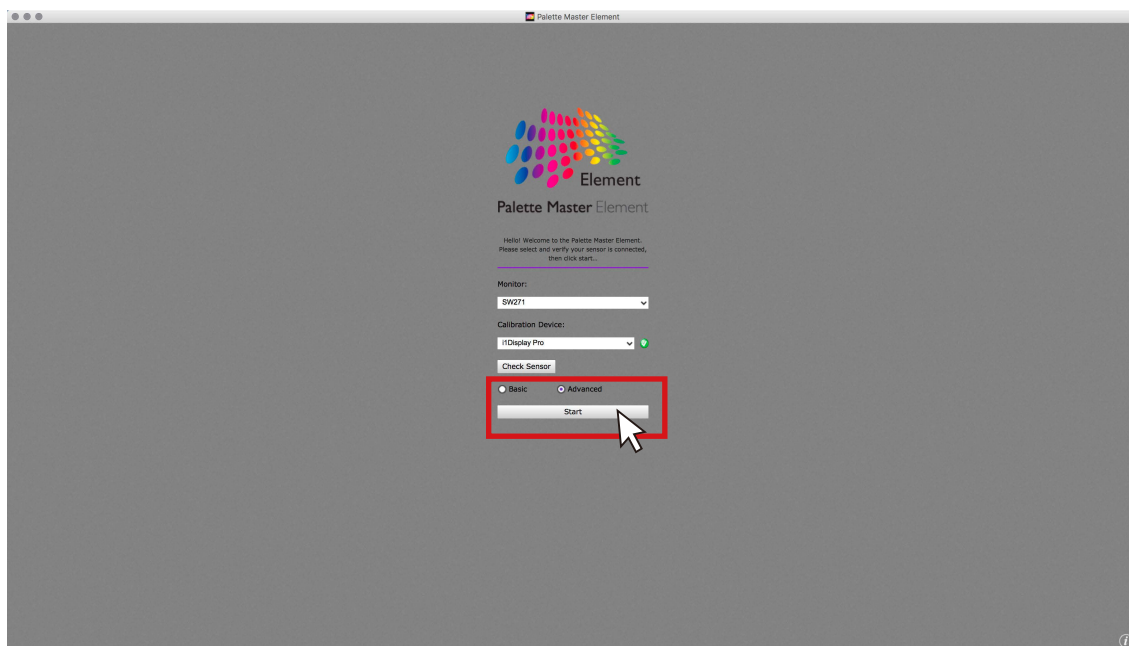 Palette Master Element
Element
Palette Master Element
Hello! Welcome to the Palette Master Element.
Please select and verify your sensor is connected,
then click start...
Monitor:
SW271
Calibration Device:
i1Display Pro
Check Sensor
Basic Advanced
Start
i